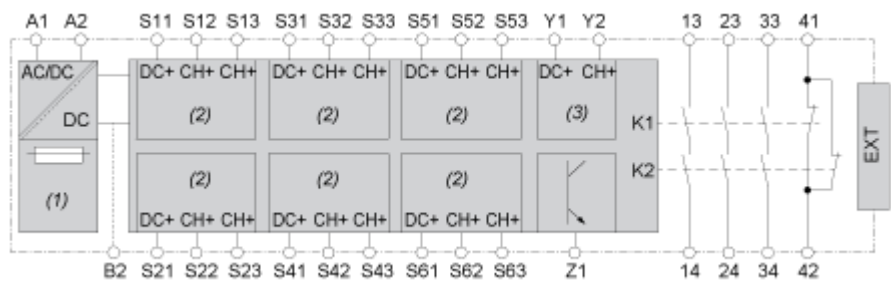 A1 A2 S11 S12 S13 S31 S32 S33 S51 S52 S53 Y1 Y2 13 23 33 41
AC/DC DC+ CH+ CH+ DC+ CH+ CH+ DC+ CH+ CH+ DC+ CH+
(2) (2) (2) (3)
DC K1
EXT
K2
(2) (2) (2)
(1)
DC+ CH+ CH+ DC+ CH+ CH+ DC+ CH+ CH+
B2 S21 S22 S23 S41 S42 S43 S61 S62 S63 Z1 14 24 34 42